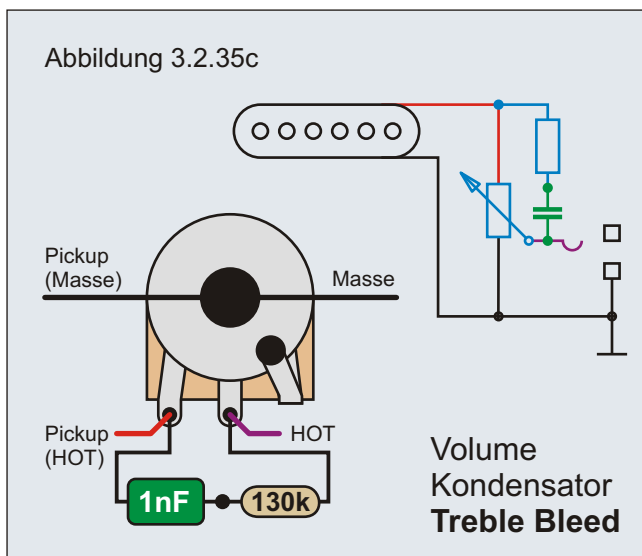 Abbildung 3.2.35c
Pickup
(Masse)
Masse
Pickup
(HOT)
HOT
1nF
130k
Volume
Kondensator
Treble Bleed